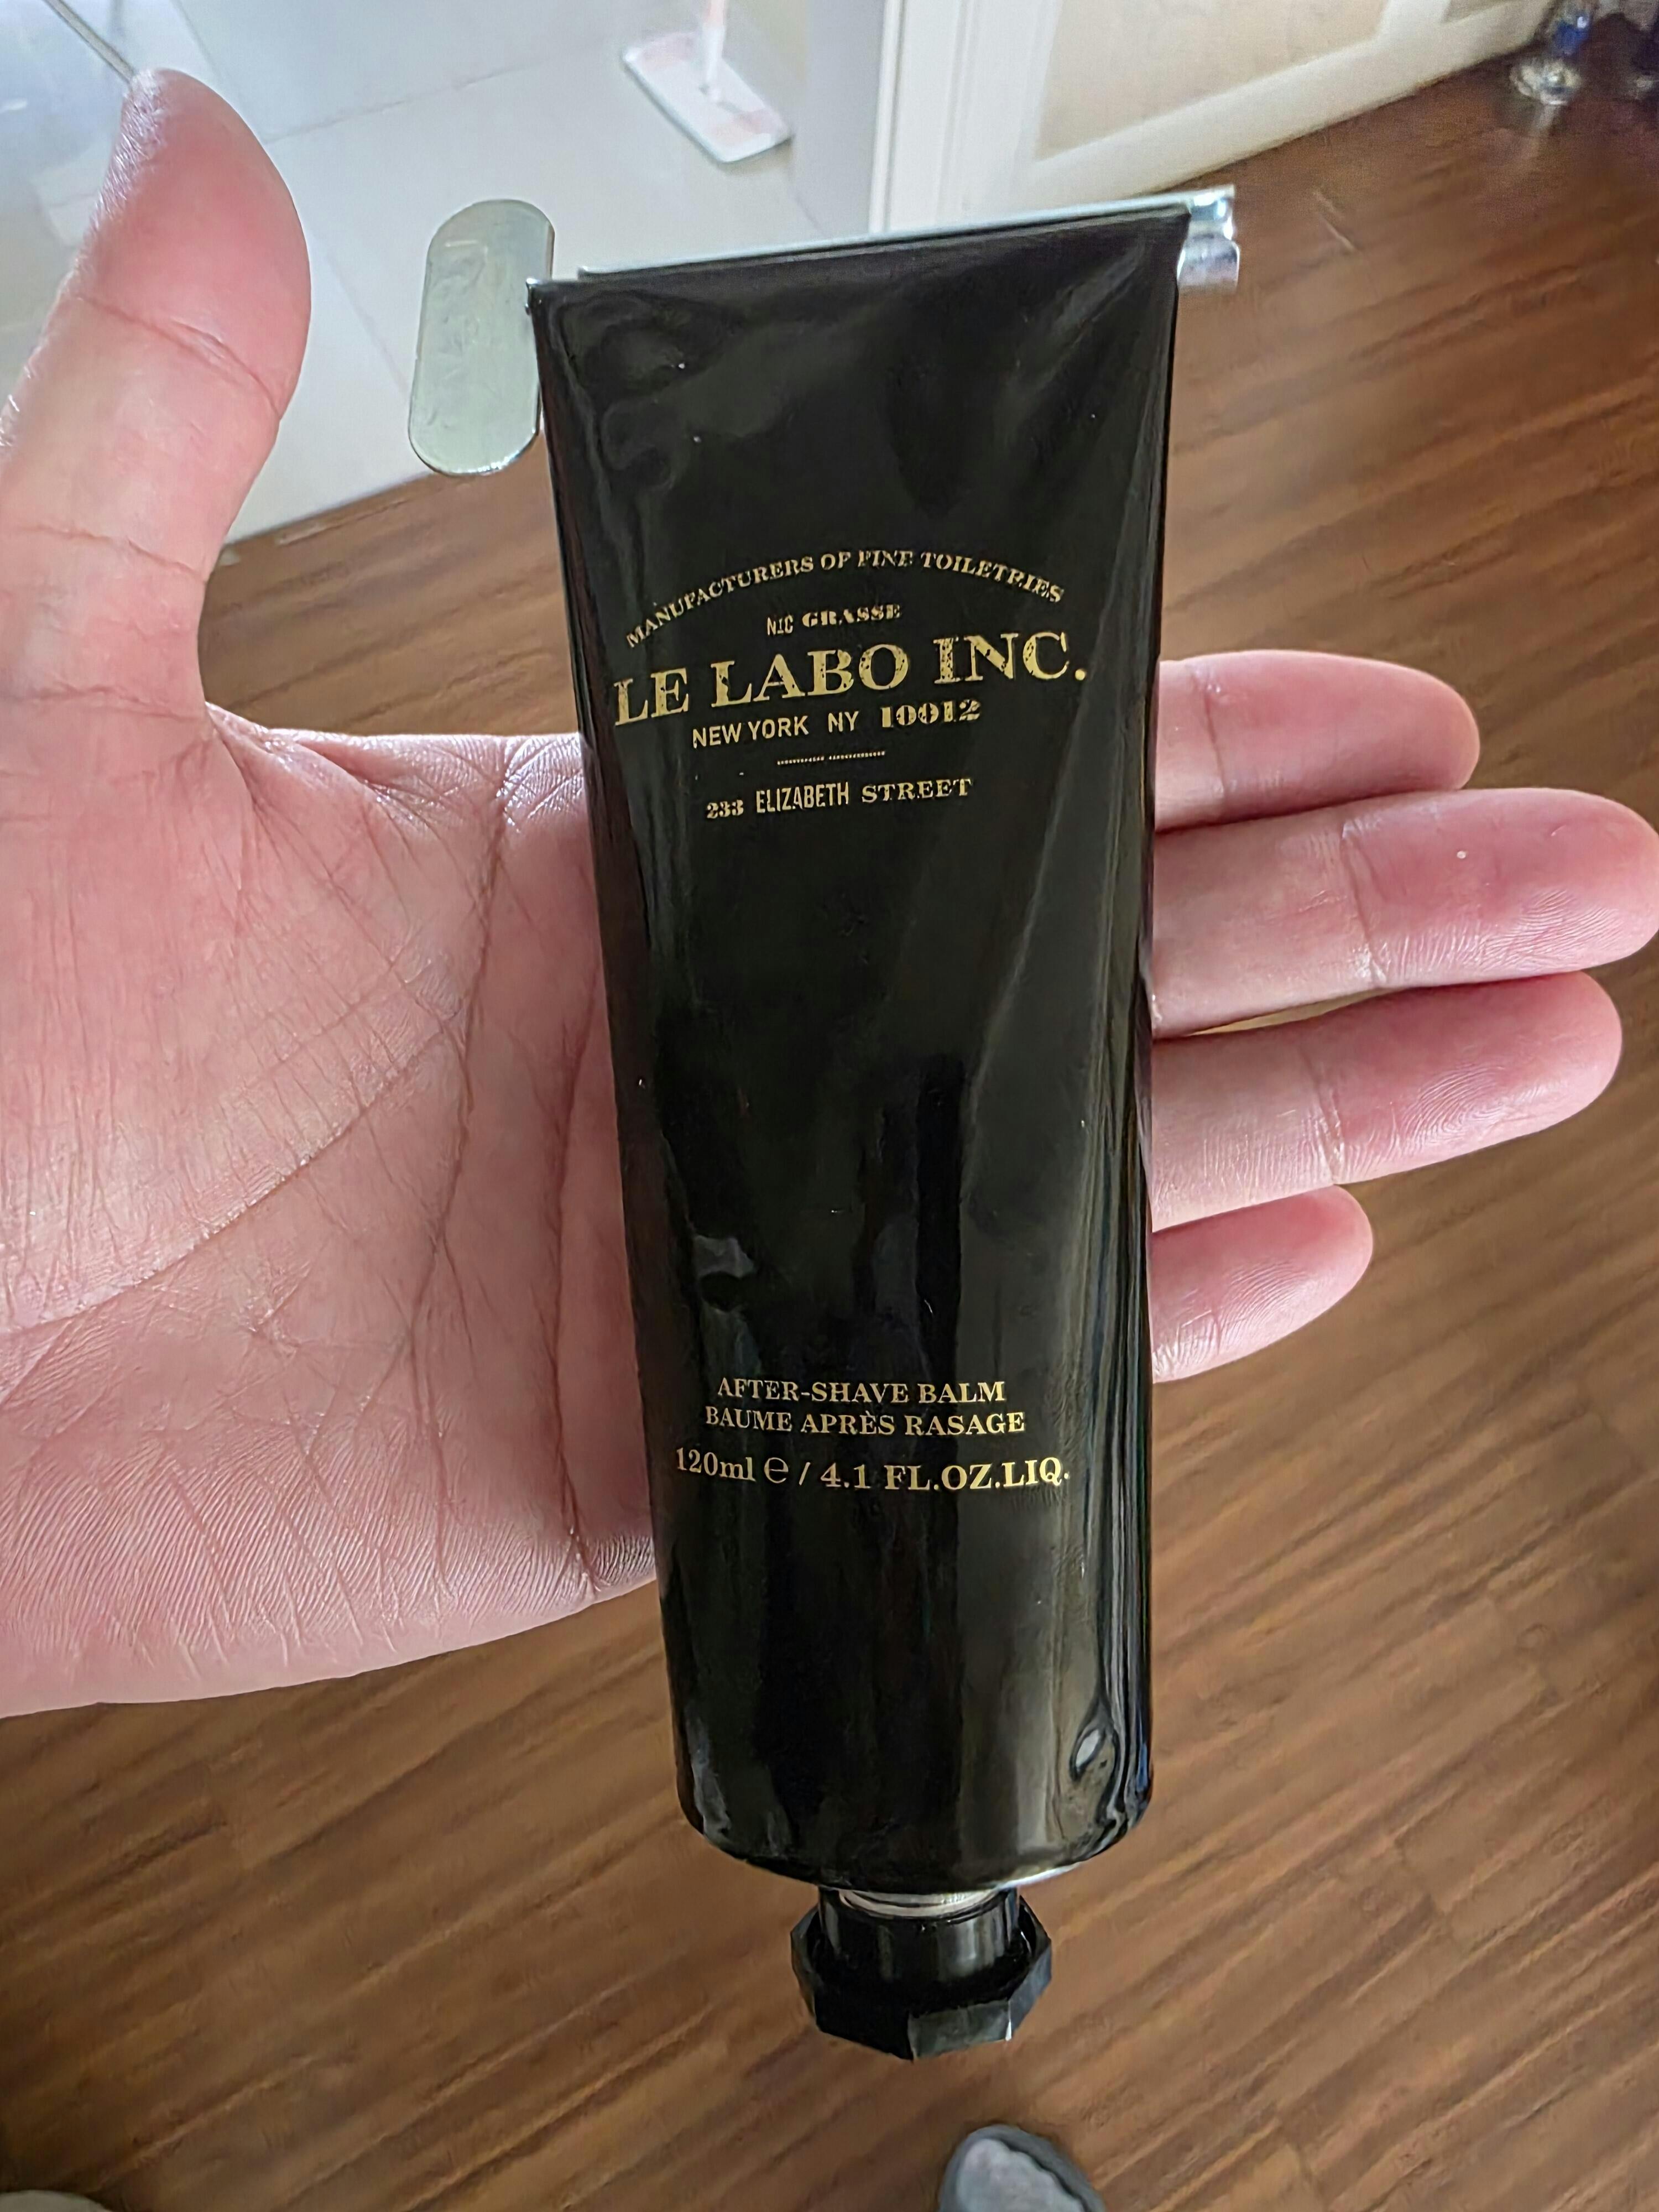 MANUFACTURERS OF FINE TOILETRIES
NIC GRASSE
LE LABO INC.
NEW YORK NY 10012
233 ELIZABETH STREET
AFTER-SHAVE BALM
BAUME APRÈS RASAGE
120ml ℮ / 4.1 FL.OZ.LIQ.